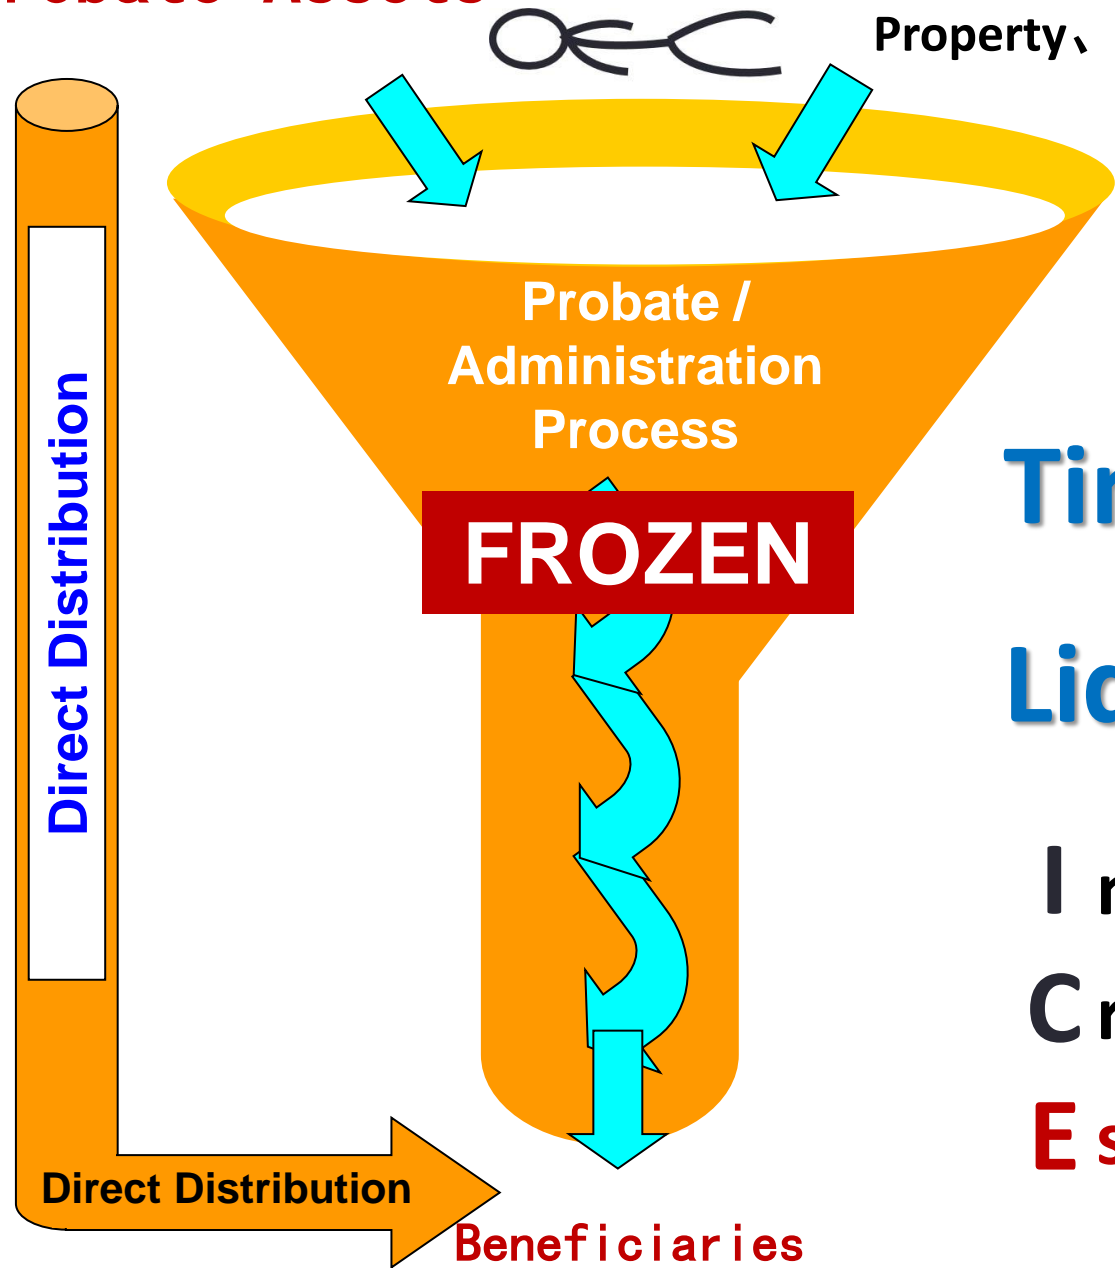 Property、
Probate /
Administration
Process
FROZEN
Direct Distribution
Direct Distribution
Beneficiaries
I
C
E